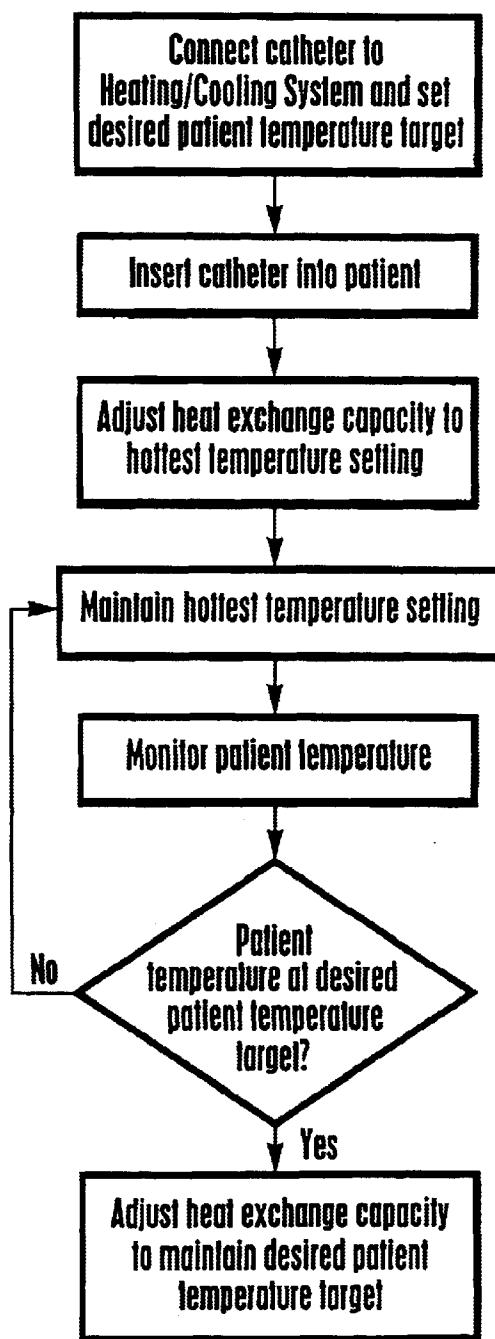 Connect catheter to
Heating/Cooling System and set
desired patient temperature target
Insert catheter into patient
Adjust heat exchange capacity to
hottest temperature setting
Maintain hottest temperature setting
Monitor patient temperature
Patient
temperature at desired
patient temperature
target?
No
Yes
Adjust heat exchange capacity
to maintain desired patient
temperature target